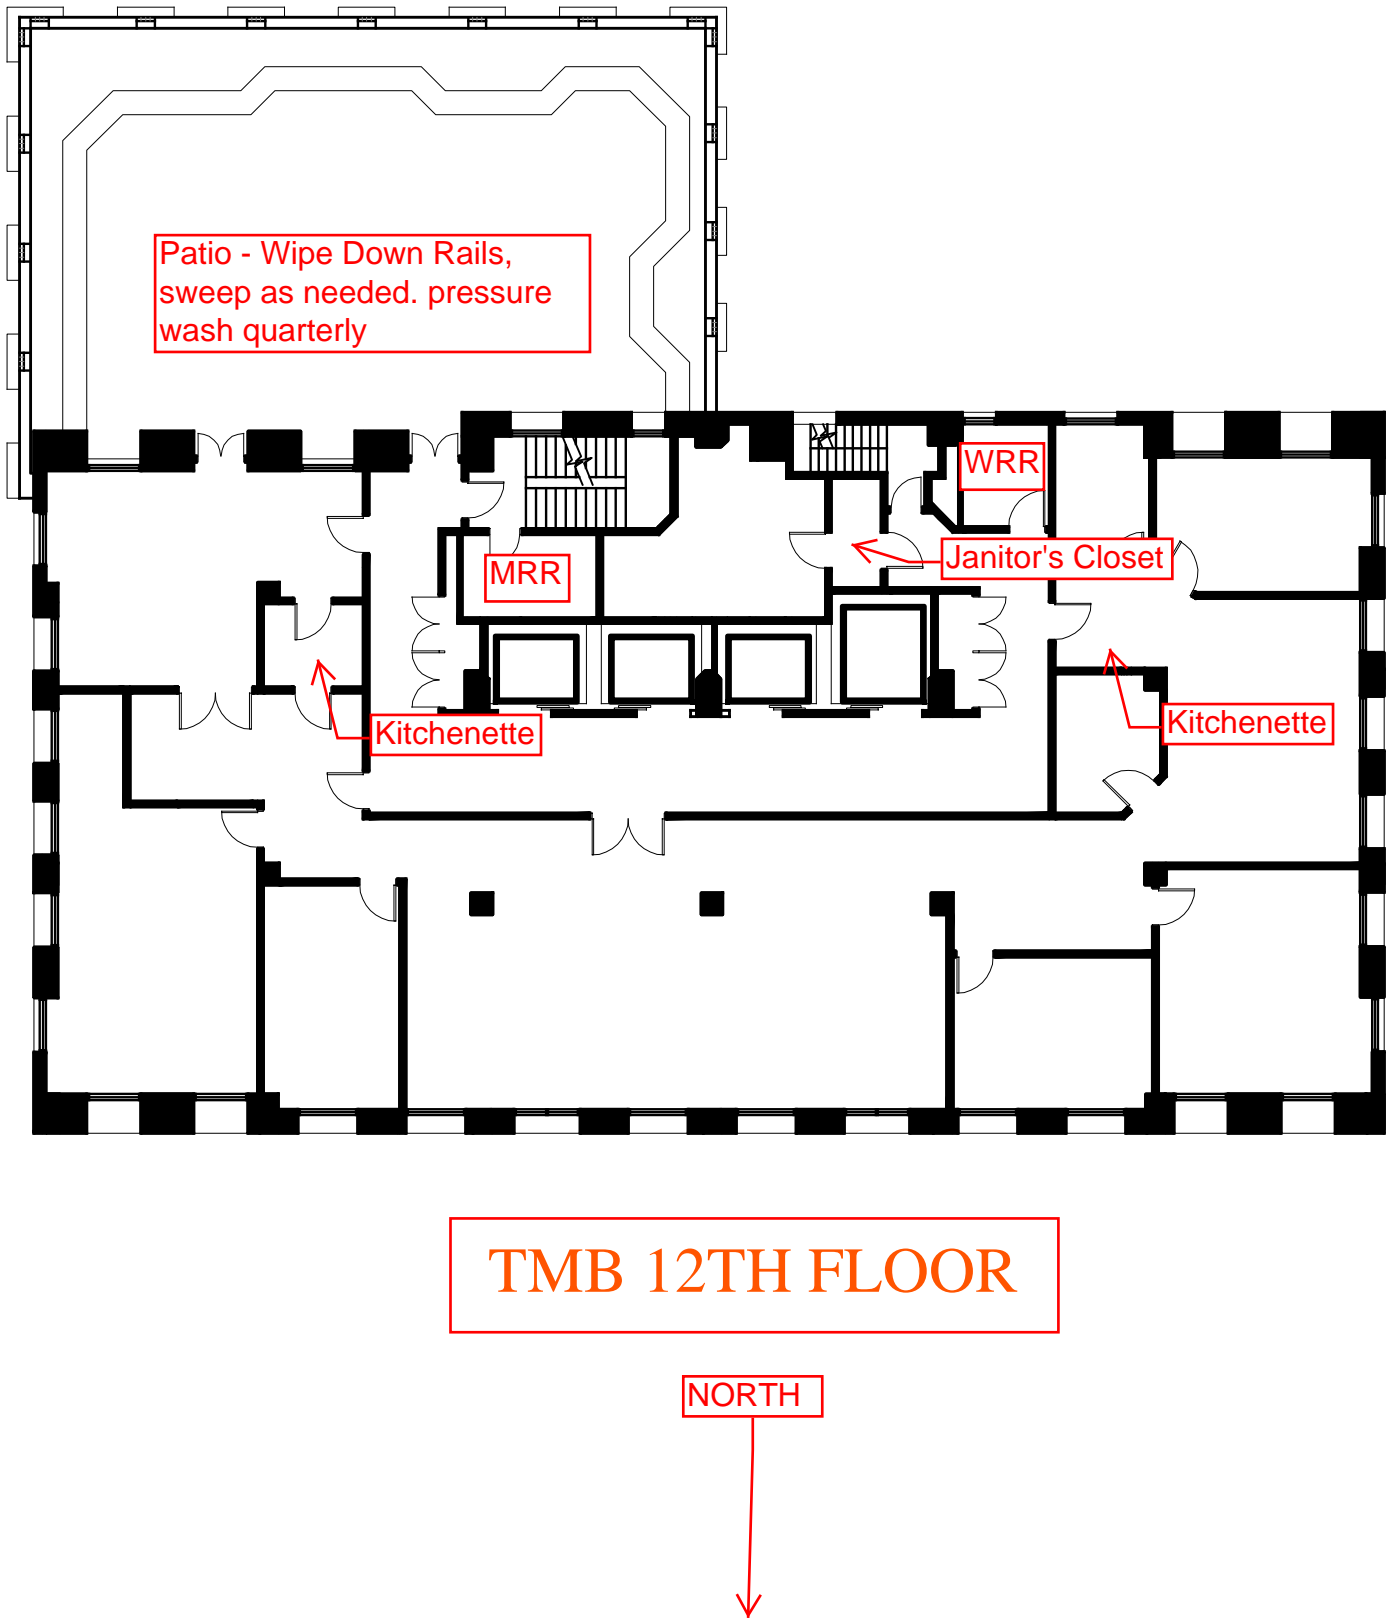 Patio - Wipe Down Rails,
sweep as needed. pressure
wash quarterly
WRR
Janitor's Closet
MRR
Kitchenette
Kitchenette
TMB 12TH FLOOR
NORTH